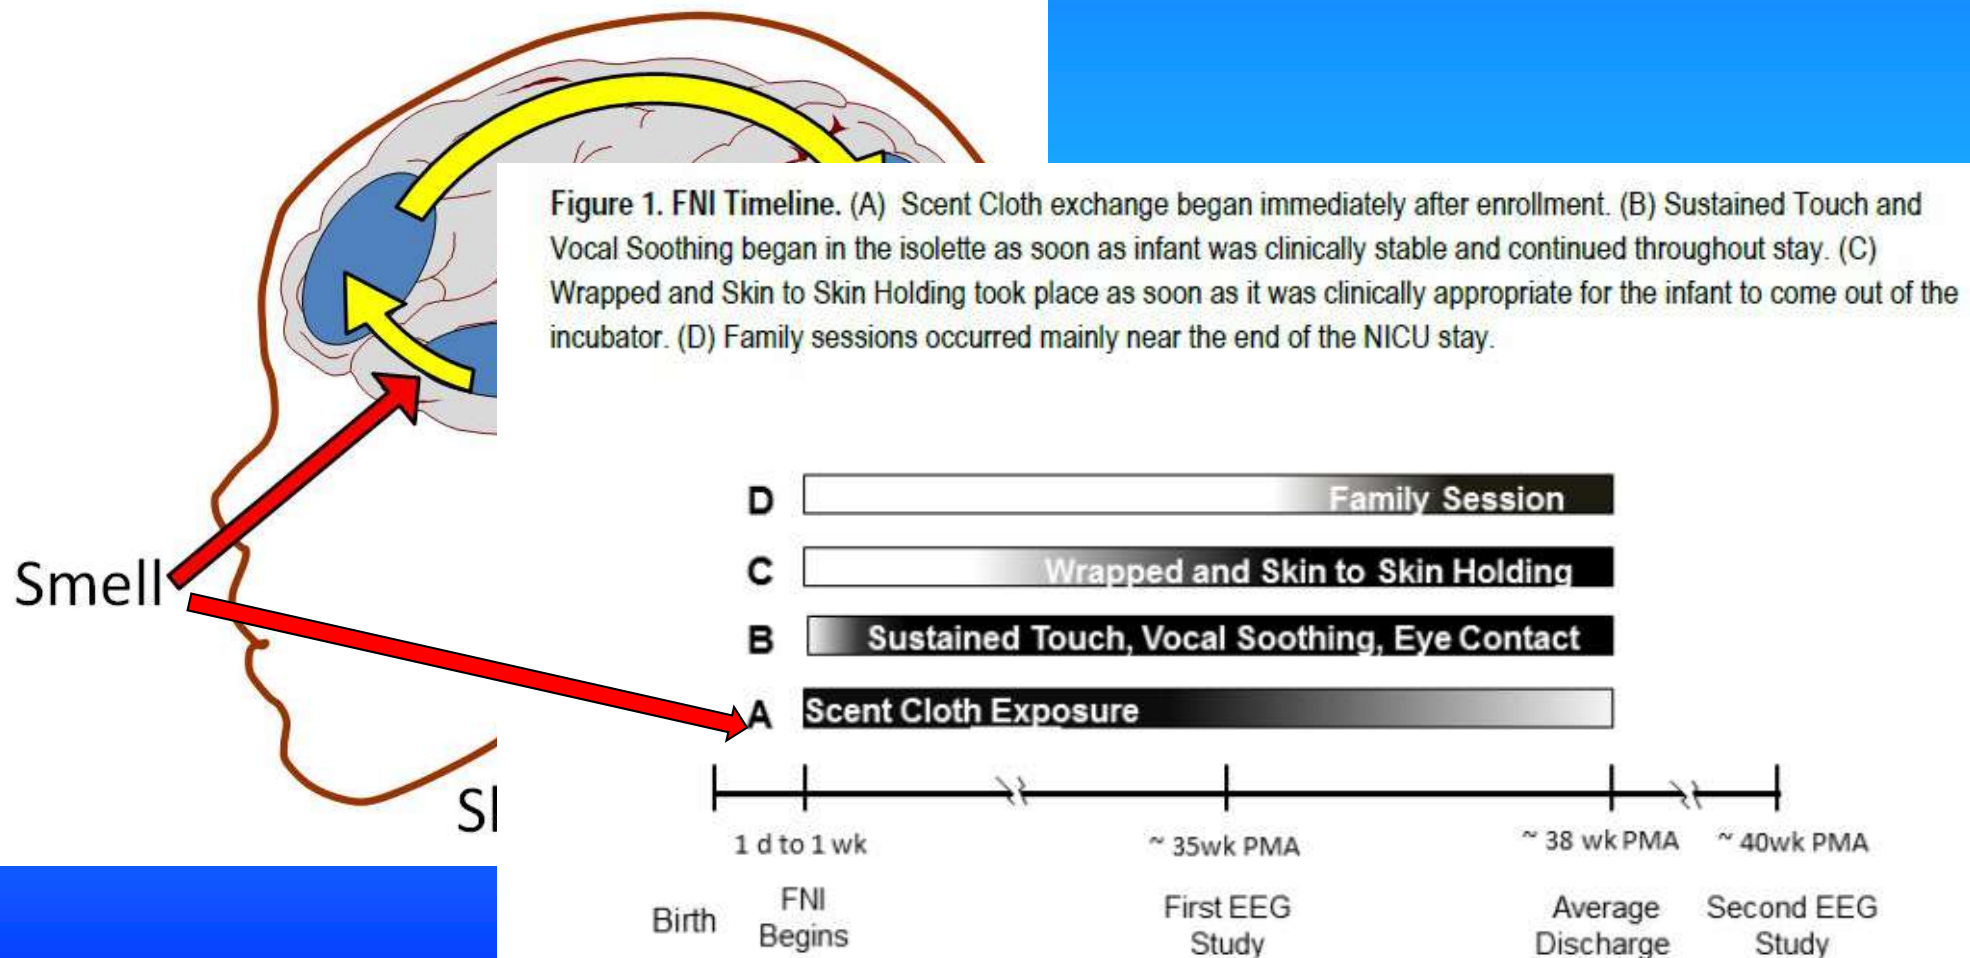 Figure 1. FNI Timeline. (A) Scent Cloth exchange began immediately after enrollment. (B) Sustained Touch and
Vocal Soothing began in the isolette as soon as infant was clinically stable and continued throughout stay. (C)
Wrapped and Skin to Skin Holding took place as soon as it was clinically appropriate for the infant to come out of the
incubator. (D) Family sessions occurred mainly near the end of the NICU stay.
D Family Session
C Wrapped and Skin to Skin Holding
Smell
B Sustained Touch, Vocal Soothing, Eye Contact
A Scent Cloth Exposure
1 d to 1 wk ~ 35wk PMA ~ 38 wk PMA ~ 40wk PMA
Birth FNI Begins First EEG Study Average Discharge Second EEG Study